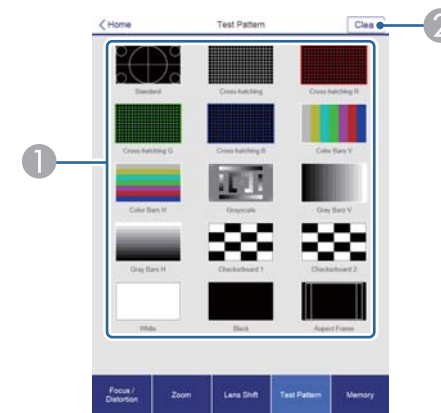 Home Test Pattern Clea
2
Standard Cross-hatching Cross-hatching R
1
Cross-hatching G Cross-hatching B Color Bars V
Color Bars H Grayscale Gray Bars V
Gray Bars H Checkerboard 1 Checkerboard 2
White Black Aspect Frame
Focus /
Distortion Zoom Lens Shift Test Pattern Memory